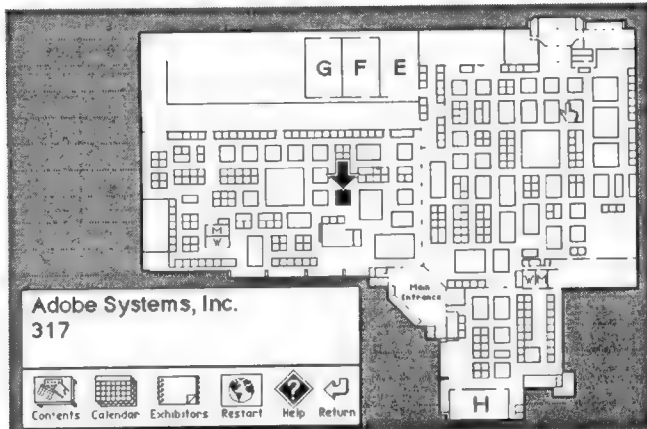 G F E
M
W
Main
Entrance
W M
Adobe Systems, Inc.
317
?
Contents Calendar Exhibitors Restart Help Return
H